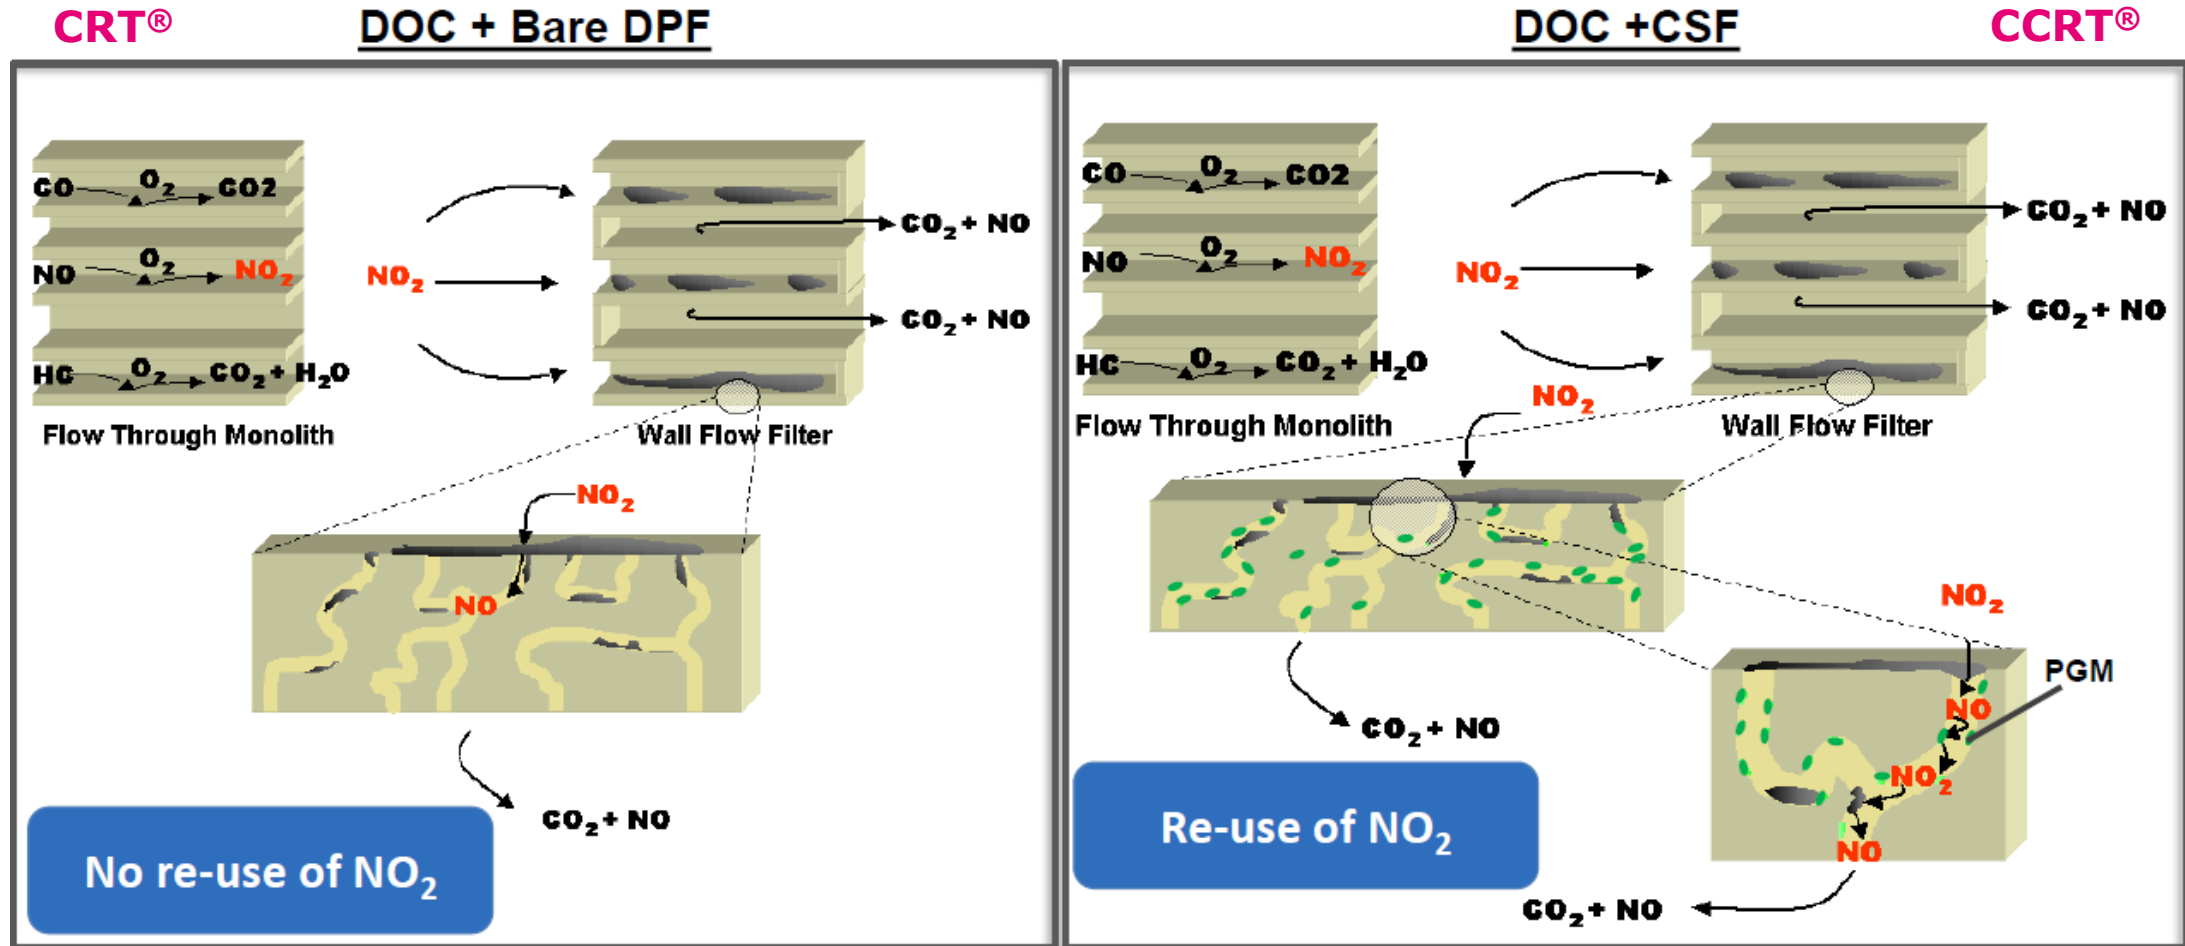 CRT®
DOC + Bare DPF
CO O₂ CO2
NO O₂ NO₂
HC O₂ CO₂ + H₂O
Flow Through Monolith
NO₂
CO₂ + NO
CO₂ + NO
Wall Flow Filter
NO₂
NO
CO₂ + NO
No re-use of NO₂
DOC +CSF
CCRT®
CO O₂ CO2
NO O₂ NO₂
HC O₂ CO₂ + H₂O
Flow Through Monolith
NO₂
CO₂ + NO
CO₂ + NO
Wall Flow Filter
NO₂
CO₂ + NO
NO₂
PGM
NO
NO₂
NO
CO₂ + NO
Re-use of NO₂